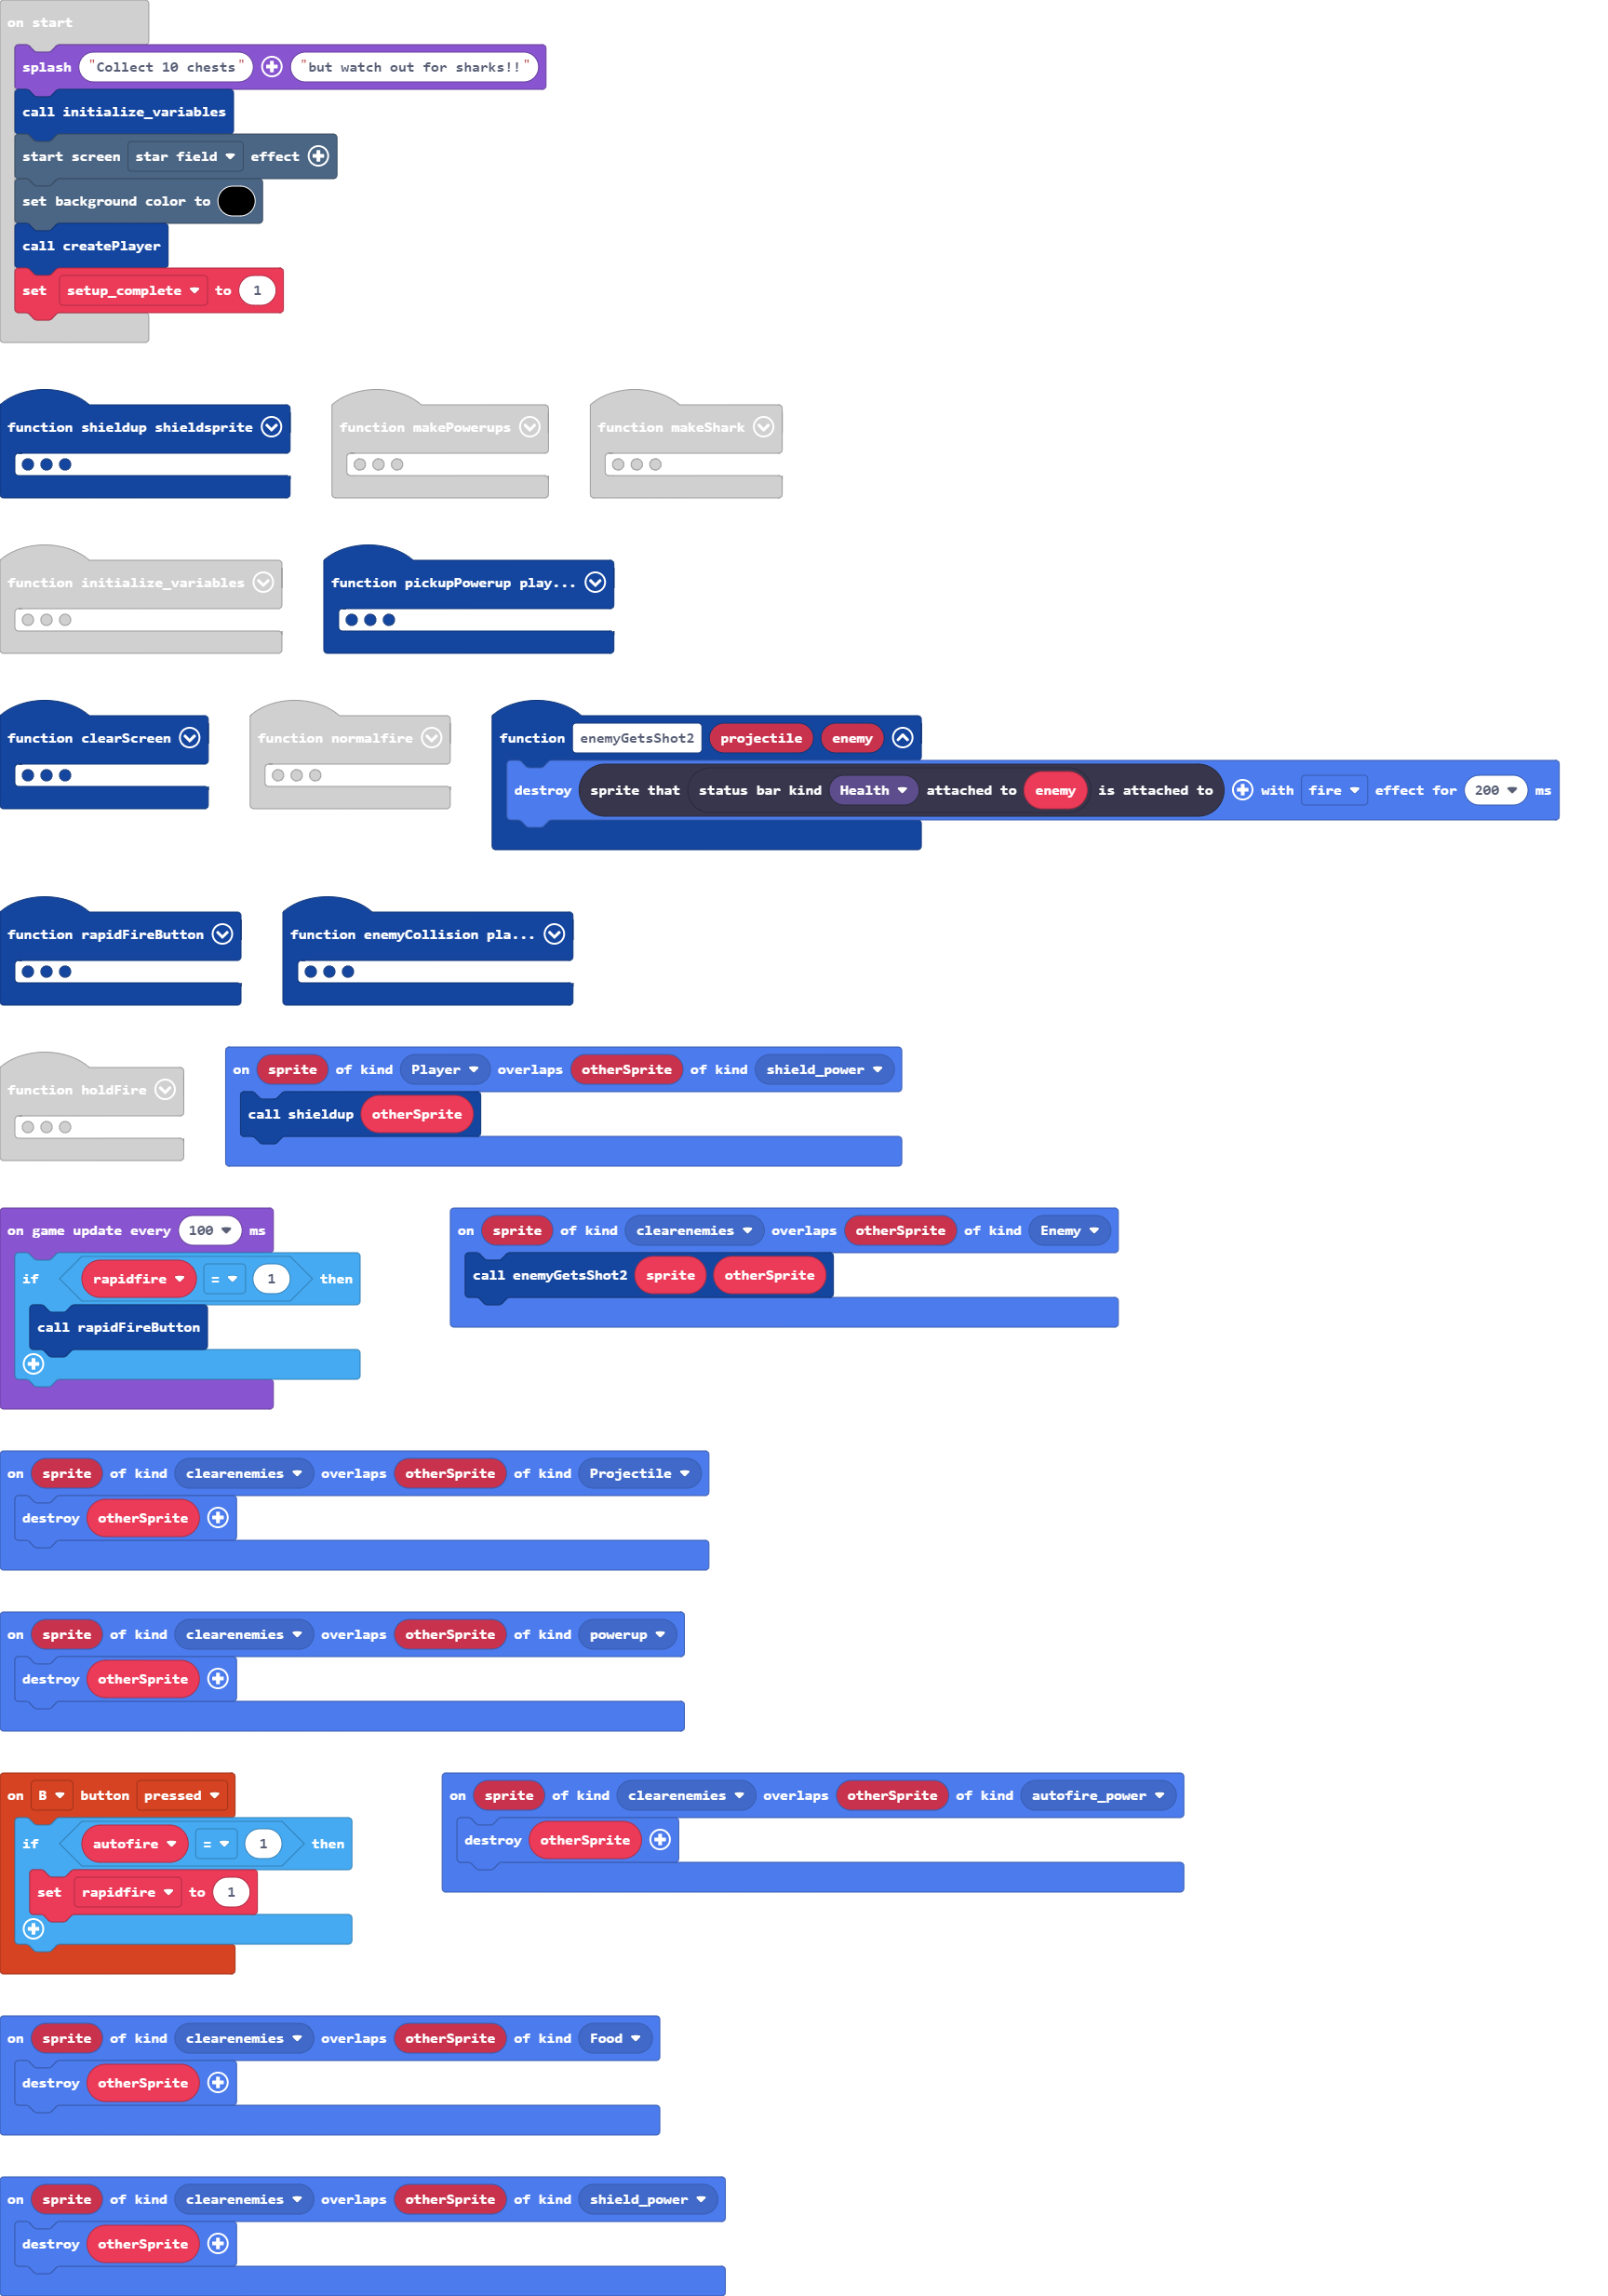 on start
splash "Collect 10 chests" "but watch out for sharks!!"
call initialize_variables
start screen star field effect
set background color to
call createPlayer
set setup_complete to 1
function shieldup shieldsprite
function makePowerups
function makeShark
function initialize_variables
function pickupPowerup play...
function clearScreen
function normalfire
function enemyGetsShot2 projectile enemy
destroy sprite that status bar kind Health attached to enemy is attached to with fire effect for 200 ms
function rapidFireButton
function enemyCollision pla...
function holdFire
on sprite of kind Player overlaps otherSprite of kind shield_power
call shieldup otherSprite
on game update every 100 ms
if rapidfire = 1 then
call rapidFireButton
on sprite of kind clearenemies overlaps otherSprite of kind Enemy
call enemyGetsShot2 sprite otherSprite
on sprite of kind clearenemies overlaps otherSprite of kind Projectile
destroy otherSprite
on sprite of kind clearenemies overlaps otherSprite of kind powerup
destroy otherSprite
on B button pressed
if autofire = 1 then
set rapidfire to 1
on sprite of kind clearenemies overlaps otherSprite of kind autofire_power
destroy otherSprite
on sprite of kind clearenemies overlaps otherSprite of kind Food
destroy otherSprite
on sprite of kind clearenemies overlaps otherSprite of kind shield_power
destroy otherSprite